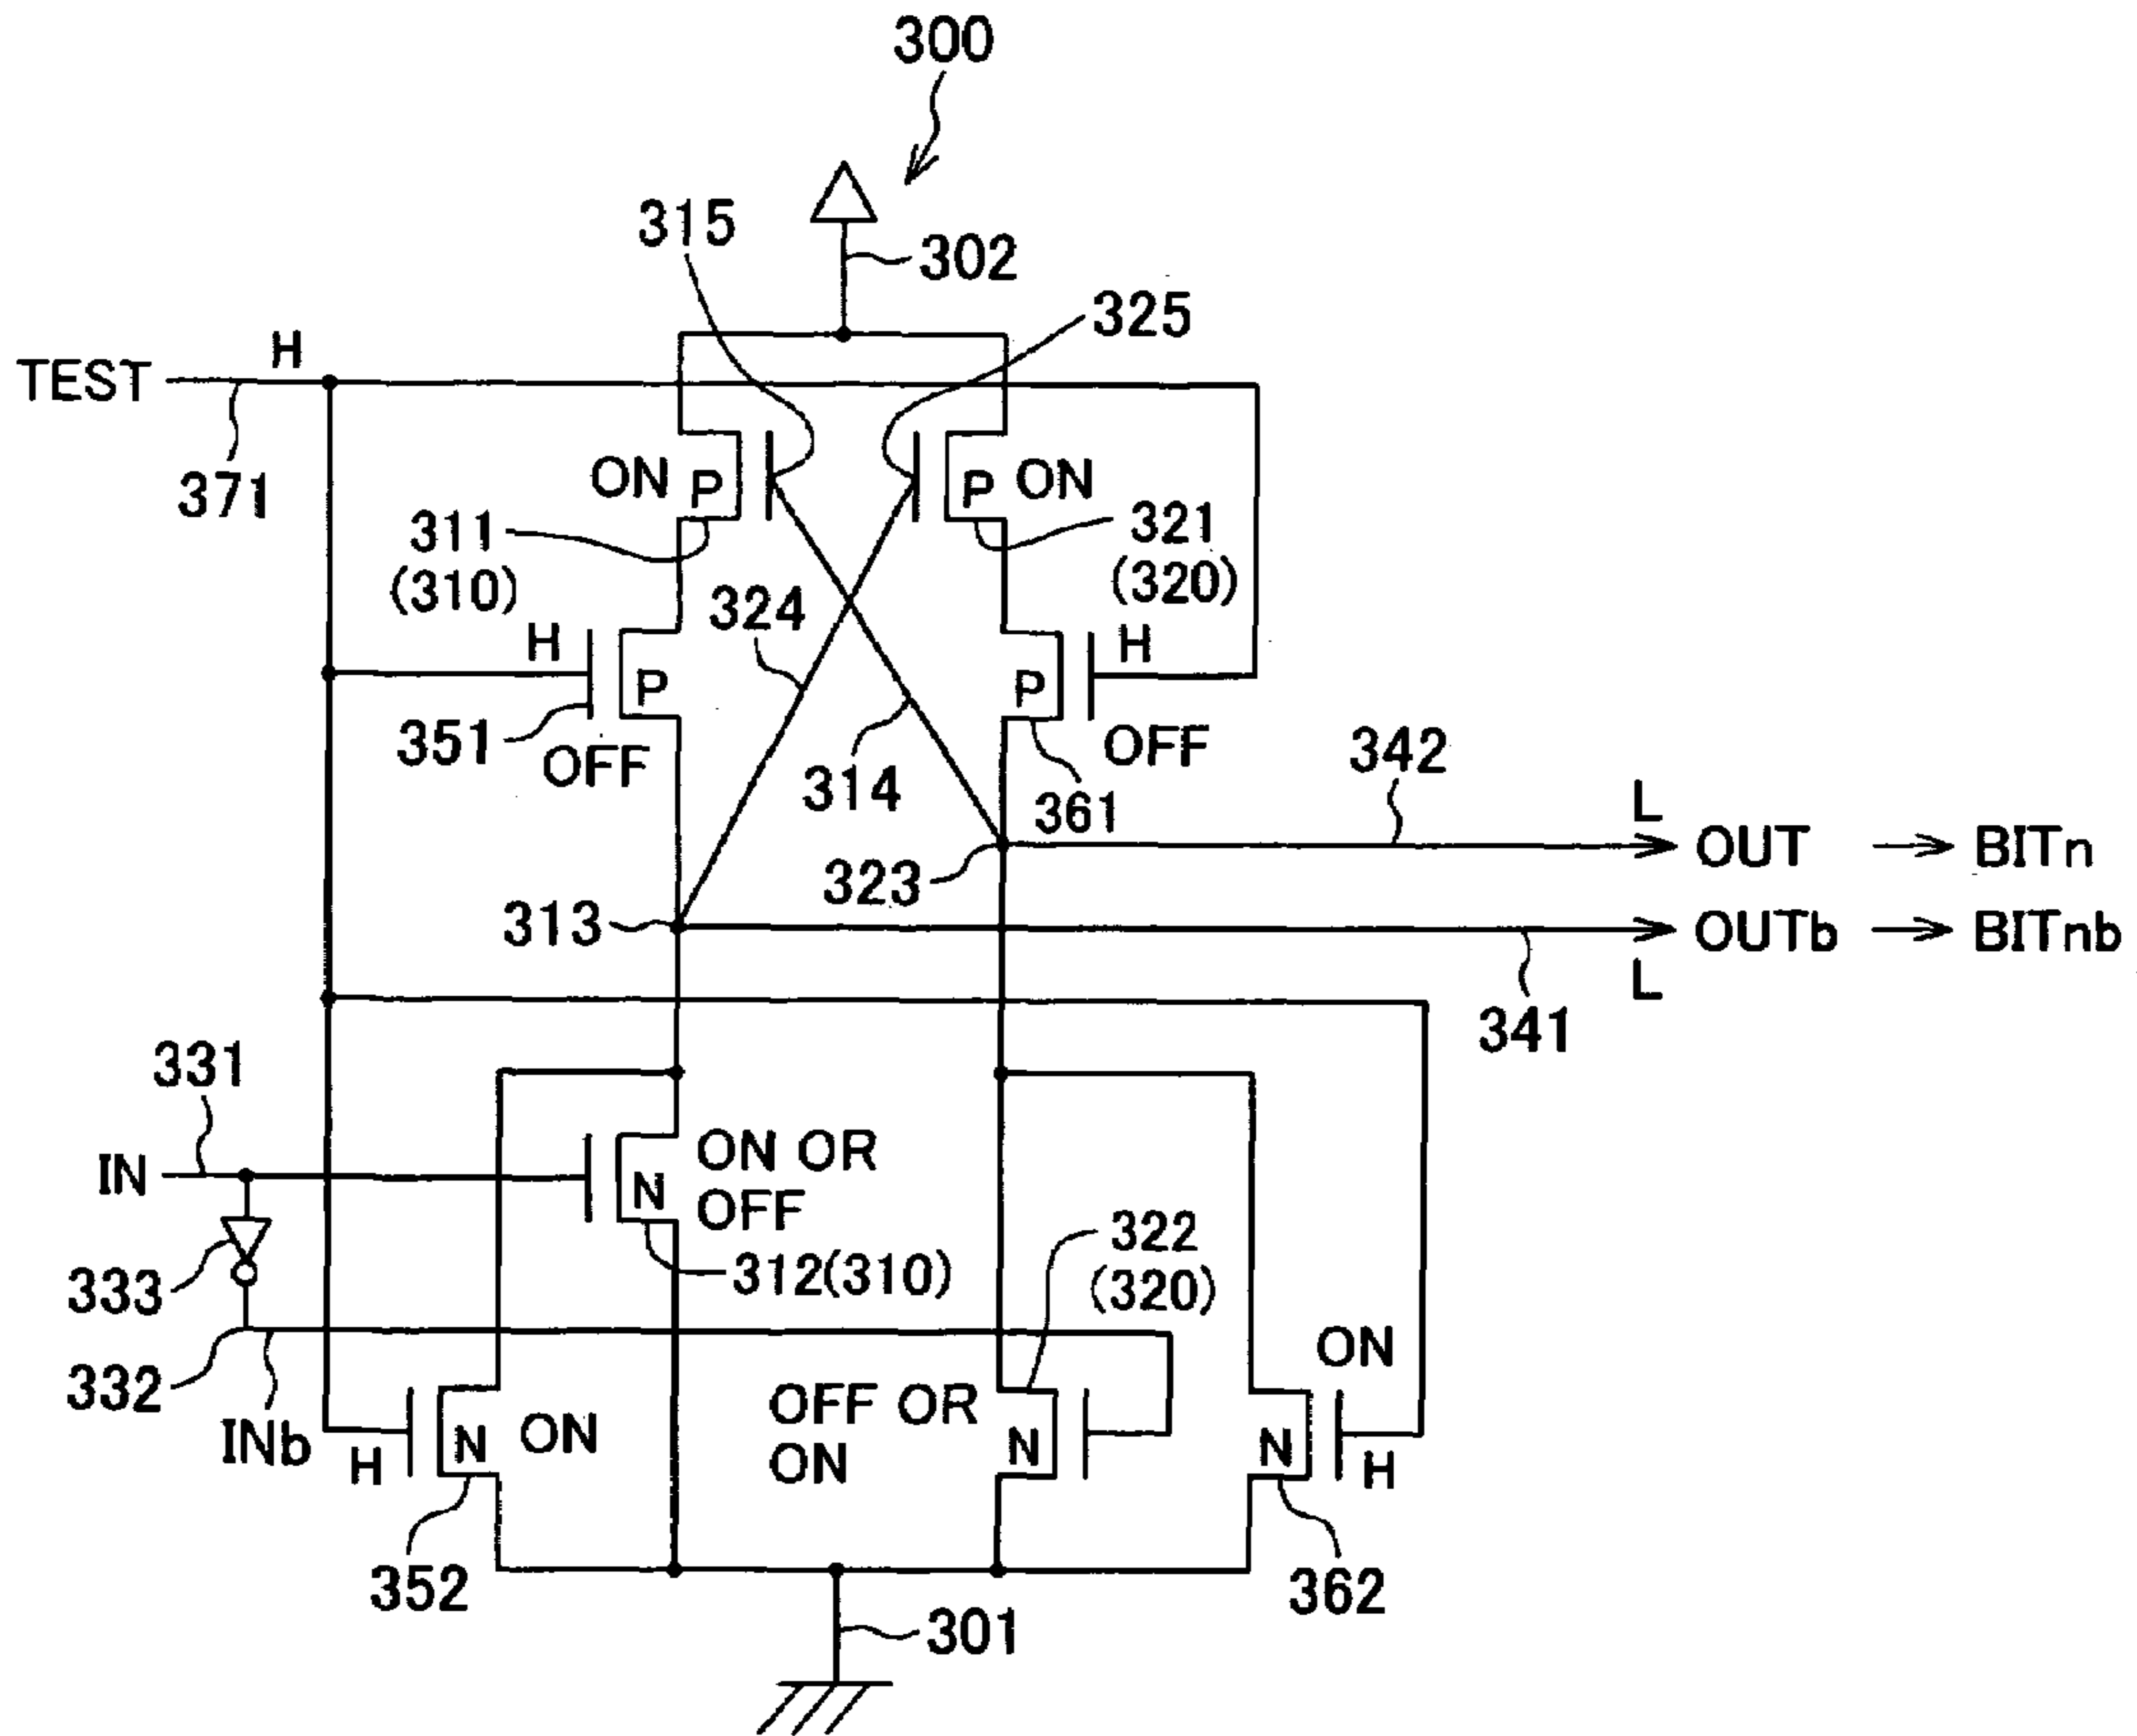 300
315
302
325
TEST
H
371
ON
P
P
ON
311
(310)
321
(320)
324
H
P
351
OFF
314
P
H
OFF
361
342
L
OUT
BITn
323
313
OUTb
BITnb
L
341
331
IN
N
ON OR
OFF
312(310)
322
(320)
333
332
INb
H
N
ON
OFF OR
ON
N
ON
N
H
352
362
301